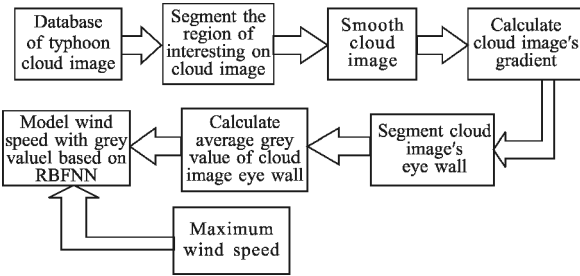 Database
of typhoon
cloud image
Segment the
region of
interesting on
cloud image
Smooth
cloud
image
Calculate
cloud image's
gradient
Model wind
speed with grey
valuel based on
RBFNN
Calculate
average grey
value of cloud
image eye wall
Segment cloud
image's
eye wall
Maximum
wind speed